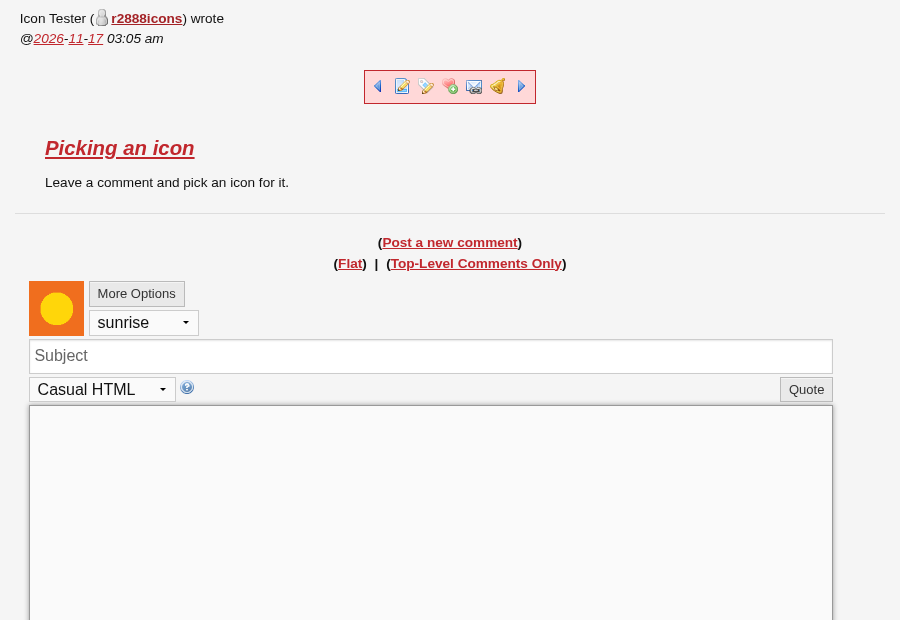 Icon Tester (r2888icons) wrote
@2026-11-17 03:05 am
Picking an icon
Leave a comment and pick an icon for it.
(Post a new comment)
(Flat) | (Top-Level Comments Only)
More Options
sunrise
Subject
Casual HTML
Quote